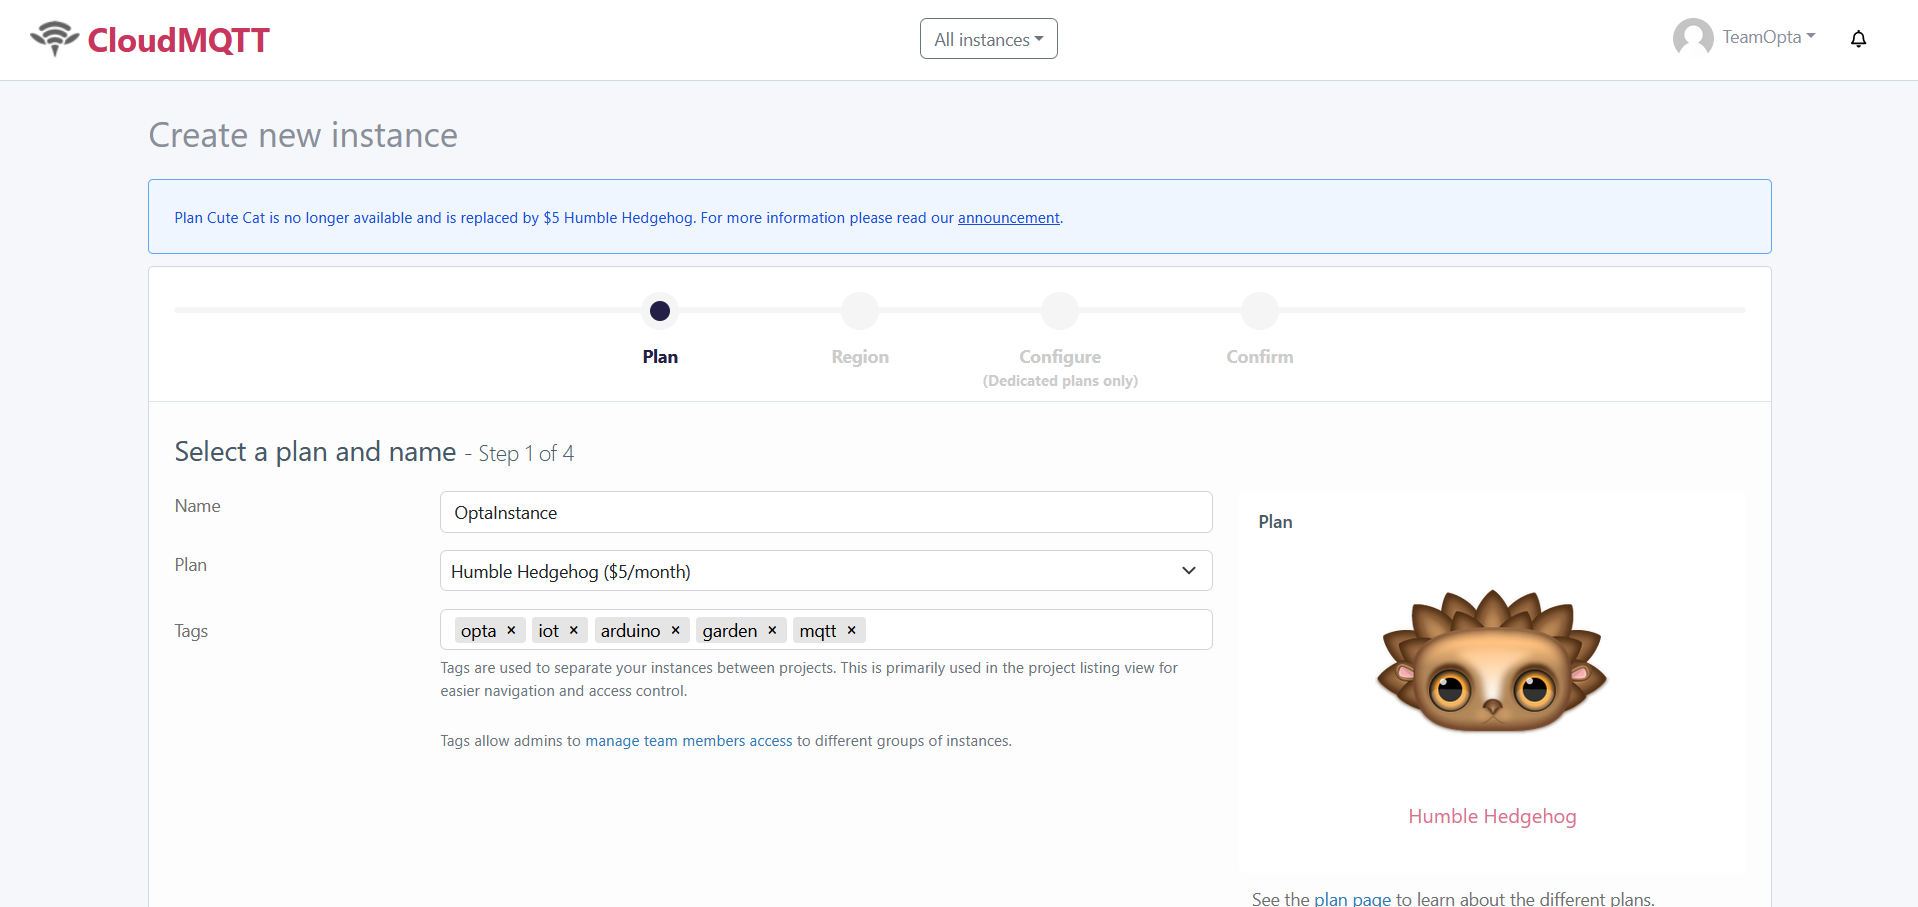 CloudMQTT
All instances
TeamOpta
Create new instance
Plan Cute Cat is no longer available and is replaced by $5 Humble Hedgehog. For more information please read our announcement.
Plan
Region
Configure
(Dedicated plans only)
Confirm
Select a plan and name - Step 1 of 4
Name
OptaInstance
Plan
Humble Hedgehog ($5/month)
Tags
opta × iot × arduino × garden × mqtt ×
Tags are used to separate your instances between projects. This is primarily used in the project listing view for
easier navigation and access control.
Tags allow admins to manage team members access to different groups of instances.
Plan
Humble Hedgehog
See the plan page to learn about the different plans.